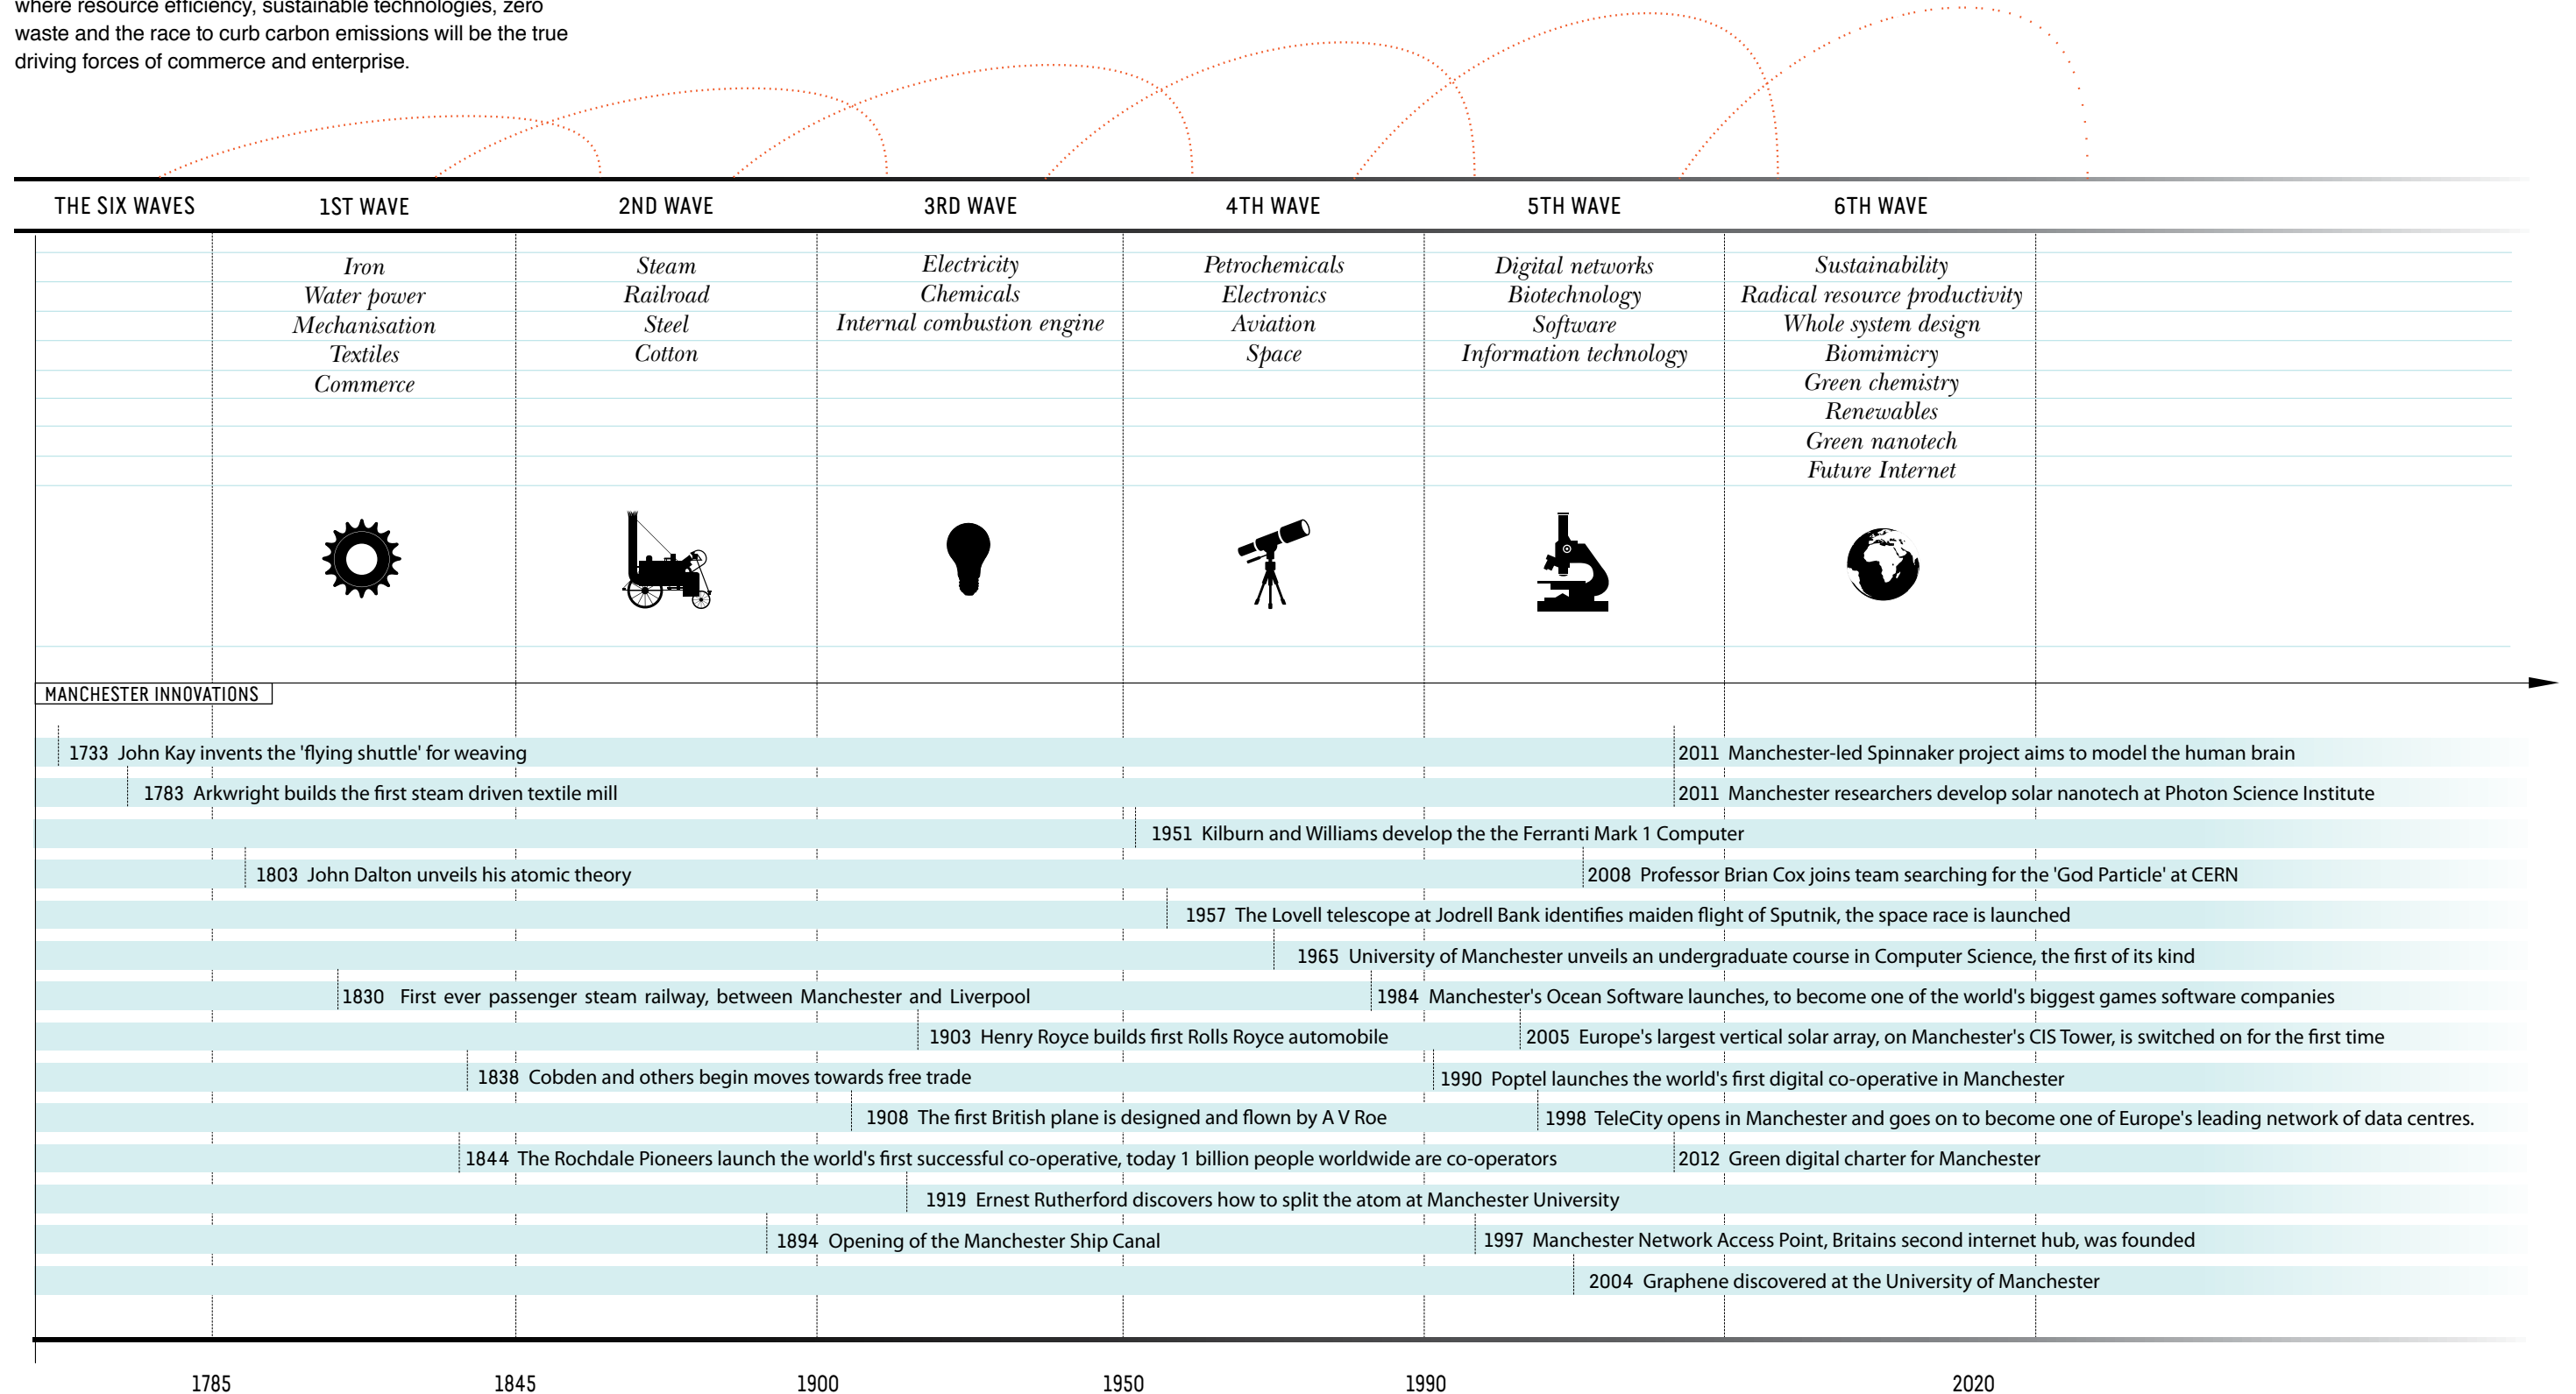 where resource efficiency, sustainable technologies, zero
waste and the race to curb carbon emissions will be the true
driving forces of commerce and enterprise.
THE SIX WAVES
1ST WAVE
2ND WAVE
3RD WAVE
4TH WAVE
5TH WAVE
6TH WAVE
Iron
Water power
Mechanisation
Textiles
Commerce
Steam
Railroad
Steel
Cotton
Electricity
Chemicals
Internal combustion engine
Petrochemicals
Electronics
Aviation
Space
Digital networks
Biotechnology
Software
Information technology
Sustainability
Radical resource productivity
Whole system design
Biomimicry
Green chemistry
Renewables
Green nanotech
Future Internet
MANCHESTER INNOVATIONS
1733 John Kay invents the 'flying shuttle' for weaving
2011 Manchester-led Spinnaker project aims to model the human brain
1783 Arkwright builds the first steam driven textile mill
2011 Manchester researchers develop solar nanotech at Photon Science Institute
1951 Kilburn and Williams develop the the Ferranti Mark 1 Computer
1803 John Dalton unveils his atomic theory
2008 Professor Brian Cox joins team searching for the 'God Particle' at CERN
1957 The Lovell telescope at Jodrell Bank identifies maiden flight of Sputnik, the space race is launched
1965 University of Manchester unveils an undergraduate course in Computer Science, the first of its kind
1830 First ever passenger steam railway, between Manchester and Liverpool
1984 Manchester's Ocean Software launches, to become one of the world's biggest games software companies
1903 Henry Royce builds first Rolls Royce automobile
2005 Europe's largest vertical solar array, on Manchester's CIS Tower, is switched on for the first time
1838 Cobden and others begin moves towards free trade
1990 Poptel launches the world's first digital co-operative in Manchester
1908 The first British plane is designed and flown by A V Roe
1998 TeleCity opens in Manchester and goes on to become one of Europe's leading network of data centres.
1844 The Rochdale Pioneers launch the world's first successful co-operative, today 1 billion people worldwide are co-operators
2012 Green digital charter for Manchester
1919 Ernest Rutherford discovers how to split the atom at Manchester University
1894 Opening of the Manchester Ship Canal
1997 Manchester Network Access Point, Britains second internet hub, was founded
2004 Graphene discovered at the University of Manchester
1785
1845
1900
1950
1990
2020